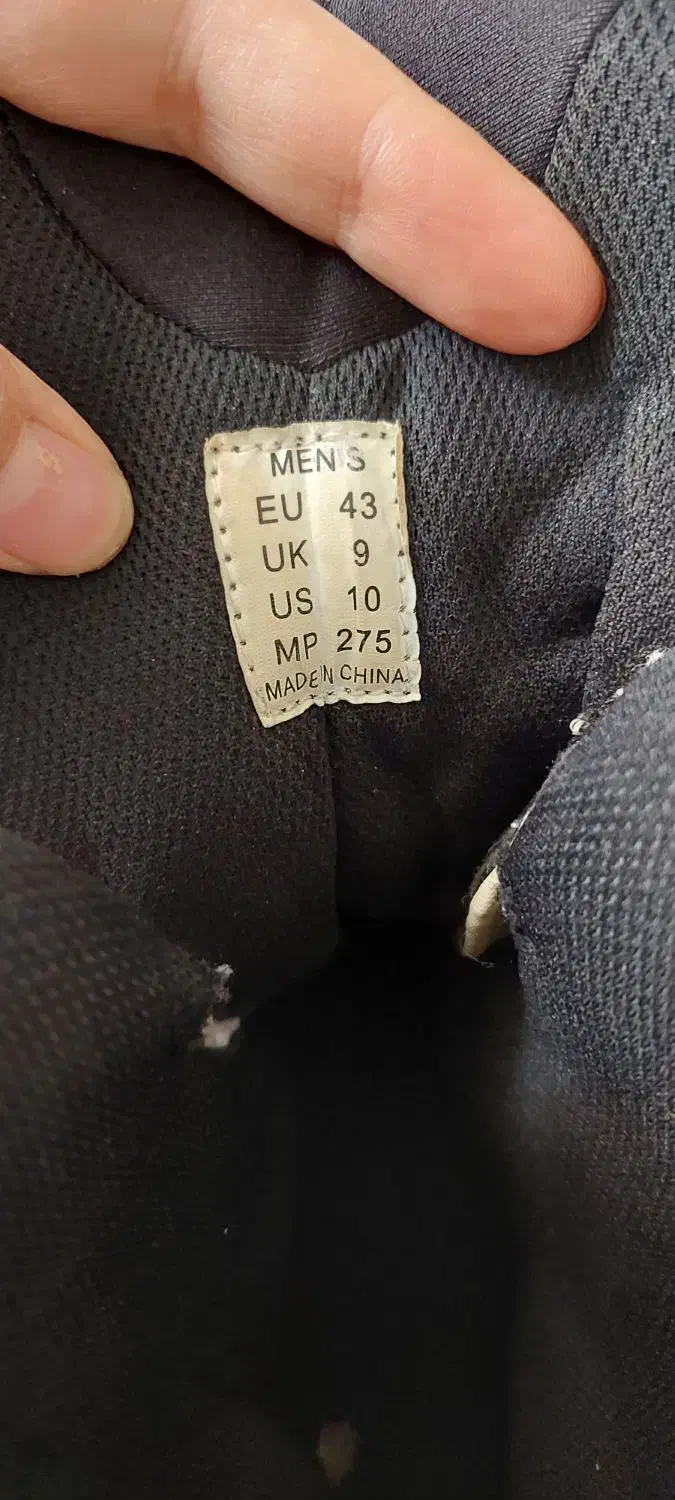 MEN'S
EU 43
UK 9
US 10
MP 275
MADE IN CHINA